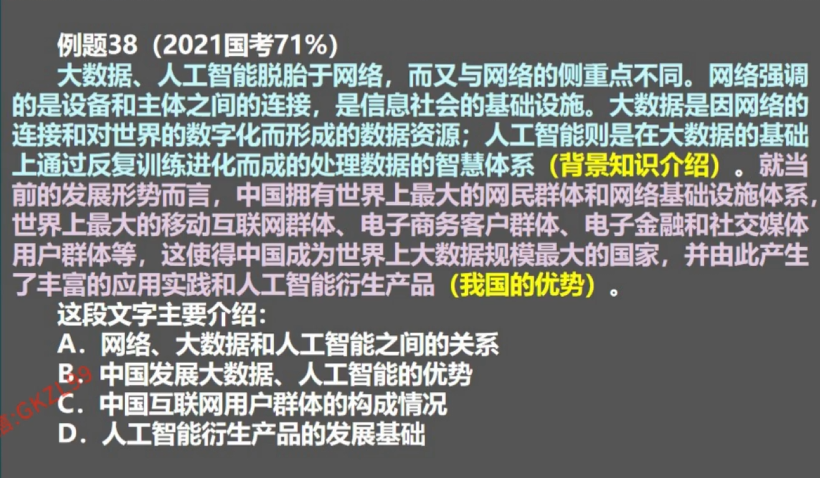 例题38（2021国考71%）
大数据、人工智能脱胎于网络，而又与网络的侧重点不同。网络强调
的是设备和主体之间的连接，是信息社会的基础设施。大数据是因网络的
连接和对世界的数字化而形成的数据资源；人工智能则是在大数据的基础
上通过反复训练进化而成的处理数据的智慧体系（背景知识介绍）。就当
前的发展形势而言，中国拥有世界上最大的网民群体和网络基础设施体系，
世界上最大的移动互联网群体、电子商务客户群体、电子金融和社交媒体
用户群体等，这使得中国成为世界上大数据规模最大的国家，并由此产生
了丰富的应用实践和人工智能衍生产品（我国的优势）。
这段文字主要介绍：
A．网络、大数据和人工智能之间的关系
B．中国发展大数据、人工智能的优势
C．中国互联网用户群体的构成情况
D．人工智能衍生产品的发展基础
信:GKZL99